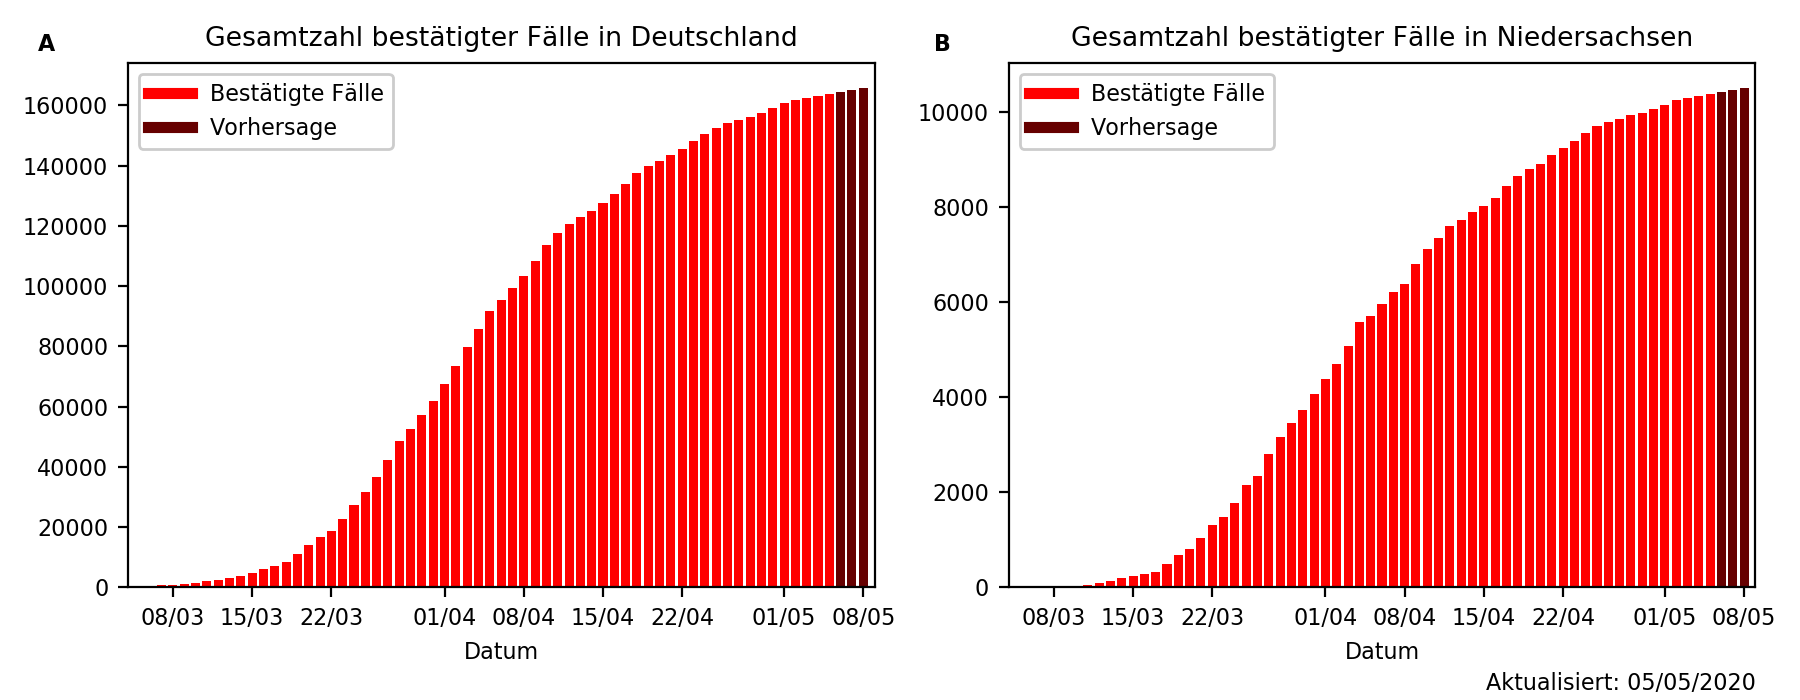 A
Gesamtzahl bestätigter Fälle in Deutschland
Bestätigte Fälle
Vorhersage
160000
140000
120000
100000
80000
60000
40000
20000
0
08/03 15/03 22/03 01/04 08/04 15/04 22/04 01/05 08/05
Datum
B
Gesamtzahl bestätigter Fälle in Niedersachsen
Bestätigte Fälle
Vorhersage
10000
8000
6000
4000
2000
0
08/03 15/03 22/03 01/04 08/04 15/04 22/04 01/05 08/05
Datum
Aktualisiert: 05/05/2020